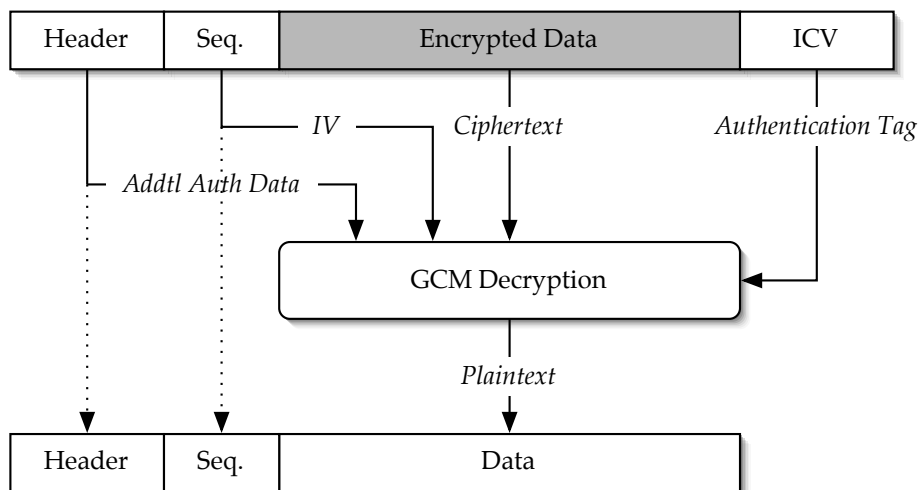 Header Seq. Encrypted Data ICV
IV Ciphertext Authentication Tag
Addtl Auth Data
GCM Decryption
Plaintext
Header Seq. Data